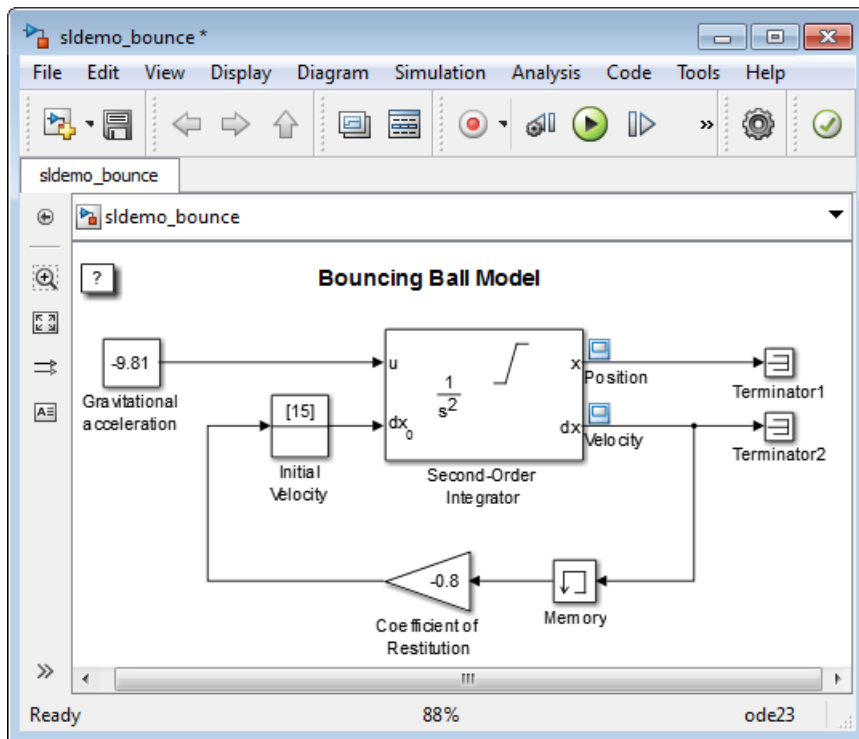 sldemo_bounce *
File Edit View Display Diagram Simulation Analysis Code Tools Help
»
sldemo_bounce
sldemo_bounce
?
Bouncing Ball Model
-9.81
Gravitational
acceleration
[15]
Initial
Velocity
u
dx0
1
s2
x
dx
Second-Order
Integrator
Position
Velocity
Terminator1
Terminator2
-0.8
Coefficient of
Restitution
Memory
A
»
Ready 88% ode23